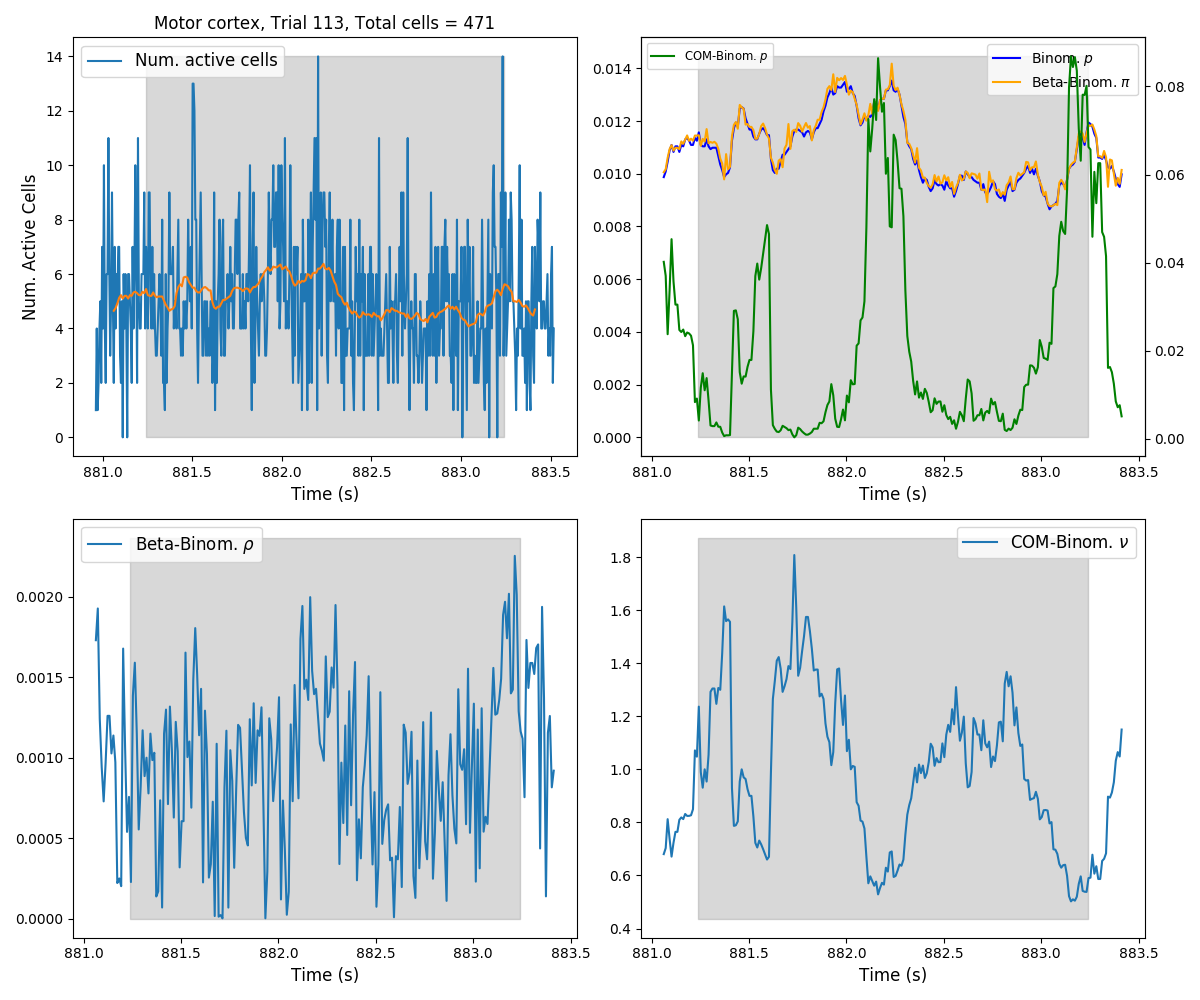 Motor cortex, Trial 113, Total cells = 471
Num. active cells
14
12
10
8
6
4
2
0
Num. Active Cells
881.0 881.5 882.0 882.5 883.0 883.5
Time (s)
COM-Binom. p
Binom. p
Beta-Binom. π
0.014
0.012
0.010
0.008
0.006
0.004
0.002
0.000
0.08
0.06
0.04
0.02
0.00
881.0 881.5 882.0 882.5 883.0 883.5
Time (s)
Beta-Binom. ρ
0.0020
0.0015
0.0010
0.0005
0.0000
881.0 881.5 882.0 882.5 883.0 883.5
Time (s)
COM-Binom. ν
1.8
1.6
1.4
1.2
1.0
0.8
0.6
0.4
881.0 881.5 882.0 882.5 883.0 883.5
Time (s)